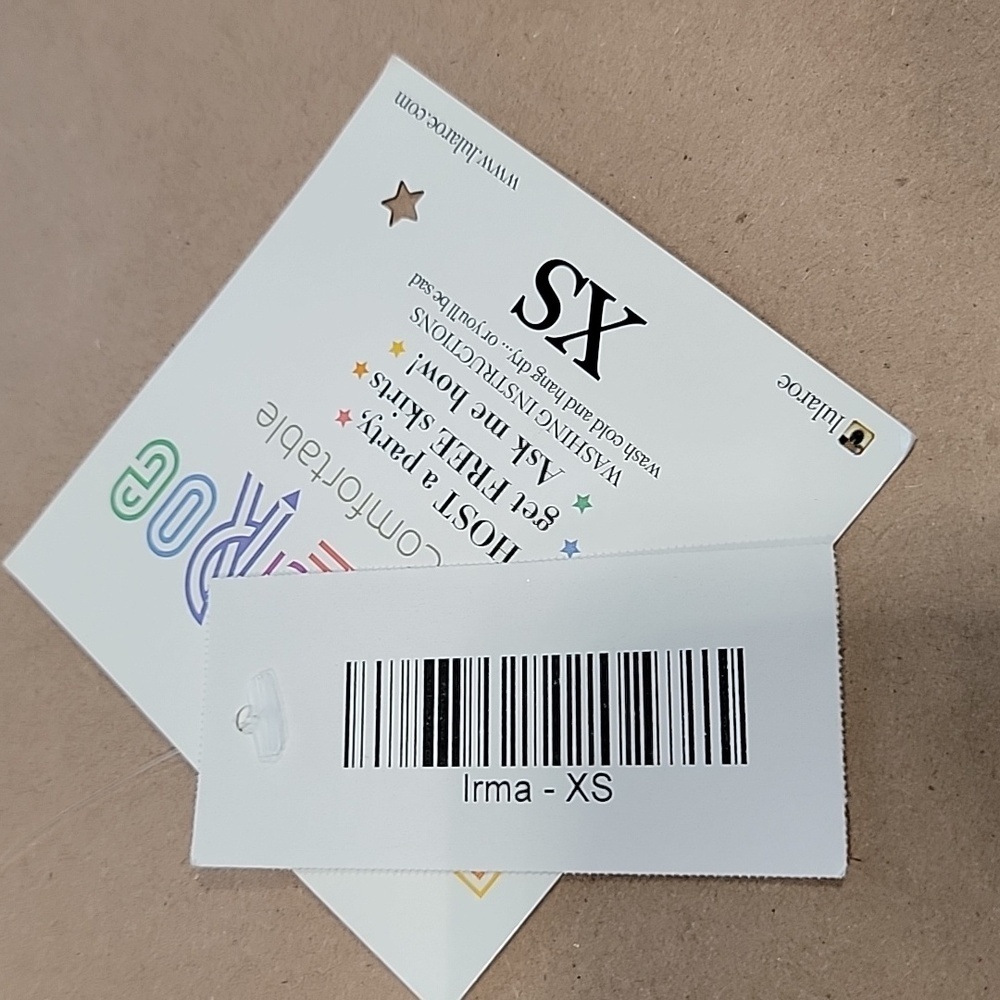 ROe
comfortable
HOST a party,
get FREE skirts
Ask me how!
WASHING INSTRUCTIONS
wash cold and hang dry... or you'll be sad
XS
www.lularoe.com
lularoe
Irma - XS